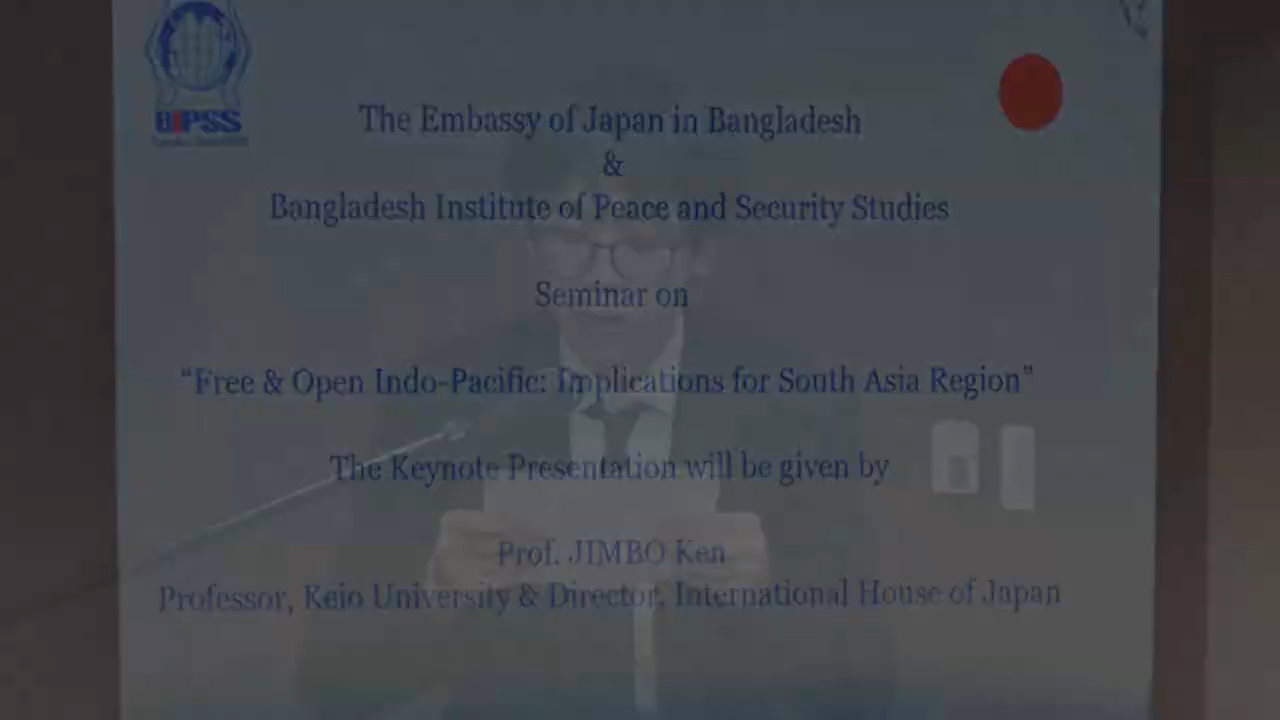 BIPSS
The Embassy of Japan in Bangladesh
&
Bangladesh Institute of Peace and Security Studies
Seminar on
“Free & Open Indo-Pacific: Implications for South Asia Region”
The Keynote Presentation will be given by
Prof. JIMBO Ken
Professor, Keio University & Director, International House of Japan